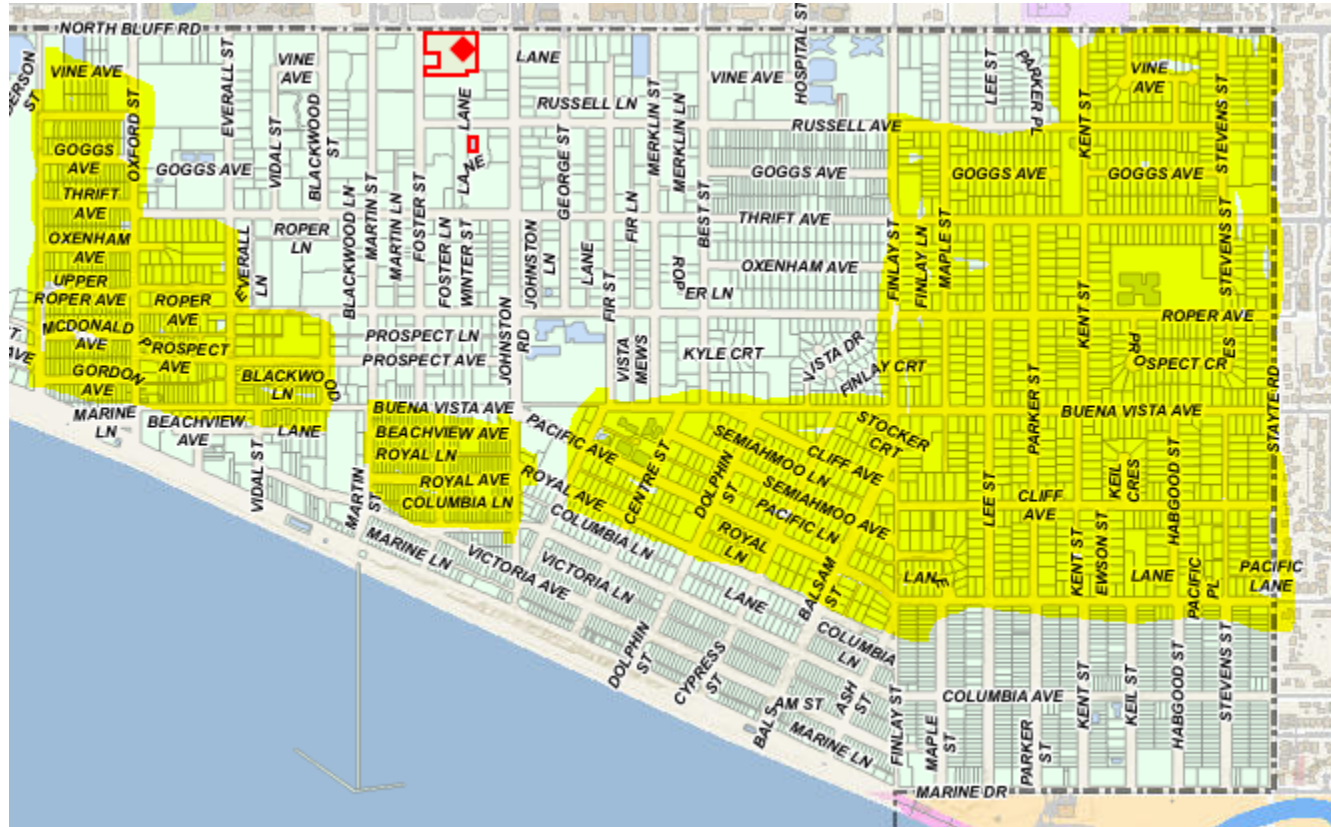 NORTH BLUFF RD
VINE AVE
ST
OXFORD ST
EVERALL ST
VINE
AVE
LANE
LANE
VINE AVE
HOSPITAL ST
LEE ST
PARKER PL
KENT ST
VINE
AVE
STEVENS ST
RUSSELL LN
RUSSELL AVE
MERKLIN ST
MERKLIN LN
GOGGS
AVE
GOGGS AVE
VIDAL ST
BLACKWOOD
ST
LANE
GEORGE ST
GOGGS AVE
GOGGS AVE
GOGGS AVE
THRIFT
AVE
BLACKWOOD LN
MARTIN ST
MARTIN LN
FOSTER ST
FOSTER LN
WINTER ST
JOHNSTON
LN
LANE
FIR LN
BEST ST
THRIFT AVE
FINLAY ST
FINLAY LN
MAPLE ST
STEVENS ST
OXENHAM
AVE
EVERALL
LN
ROPER
LN
OXENHAM AVE
UPPER
ROPER AVE
ROPER
AVE
JOHNSTON
RD
FIR ST
ROP
ER LN
KENT ST
ROPER AVE
MCDONALD
AVE
PROSPECT
AVE
PROSPECT LN
PROSPECT AVE
VISTA
MEWS
KYLE CRT
VISTA DR
FINLAY CRT
PR
OSPECT CR
ES
AVE
GORDON
AVE
BLACKWO
OD
LN
PARKER ST
STAYTE RD
MARINE
LN
BEACHVIEW
AVE
LANE
BUENA VISTA AVE
BEACHVIEW AVE
ROYAL LN
ROYAL AVE
COLUMBIA LN
PACIFIC AVE
STOCKER
CRT
BUENA VISTA AVE
VIDAL ST
MARTIN
ST
ROYAL AVE
CENTRE ST
DOLPHIN
ST
SEMIAHMOO LN
CLIFF AVE
SEMIAHMOO AVE
PACIFIC LN
LEE ST
CLIFF
AVE
KEIL
CRES
HABGOOD ST
MARINE LN
VICTORIA AVE
COLUMBIA LN
VICTORIA LN
ROYAL
LN
LANE
BALSAM
ST
LANE
KENT ST
EWSON ST
LANE
PACIFIC
PL
PACIFIC
LANE
DOLPHIN
ST
CYPRESS
ST
COLUMBIA
LN
BALS
AM ST
ASH
ST
MARINE LN
FINLAY ST
MAPLE
ST
COLUMBIA AVE
PARKER
ST
KENT ST
KEIL ST
HABGOOD ST
STEVENS ST
MARINE DR